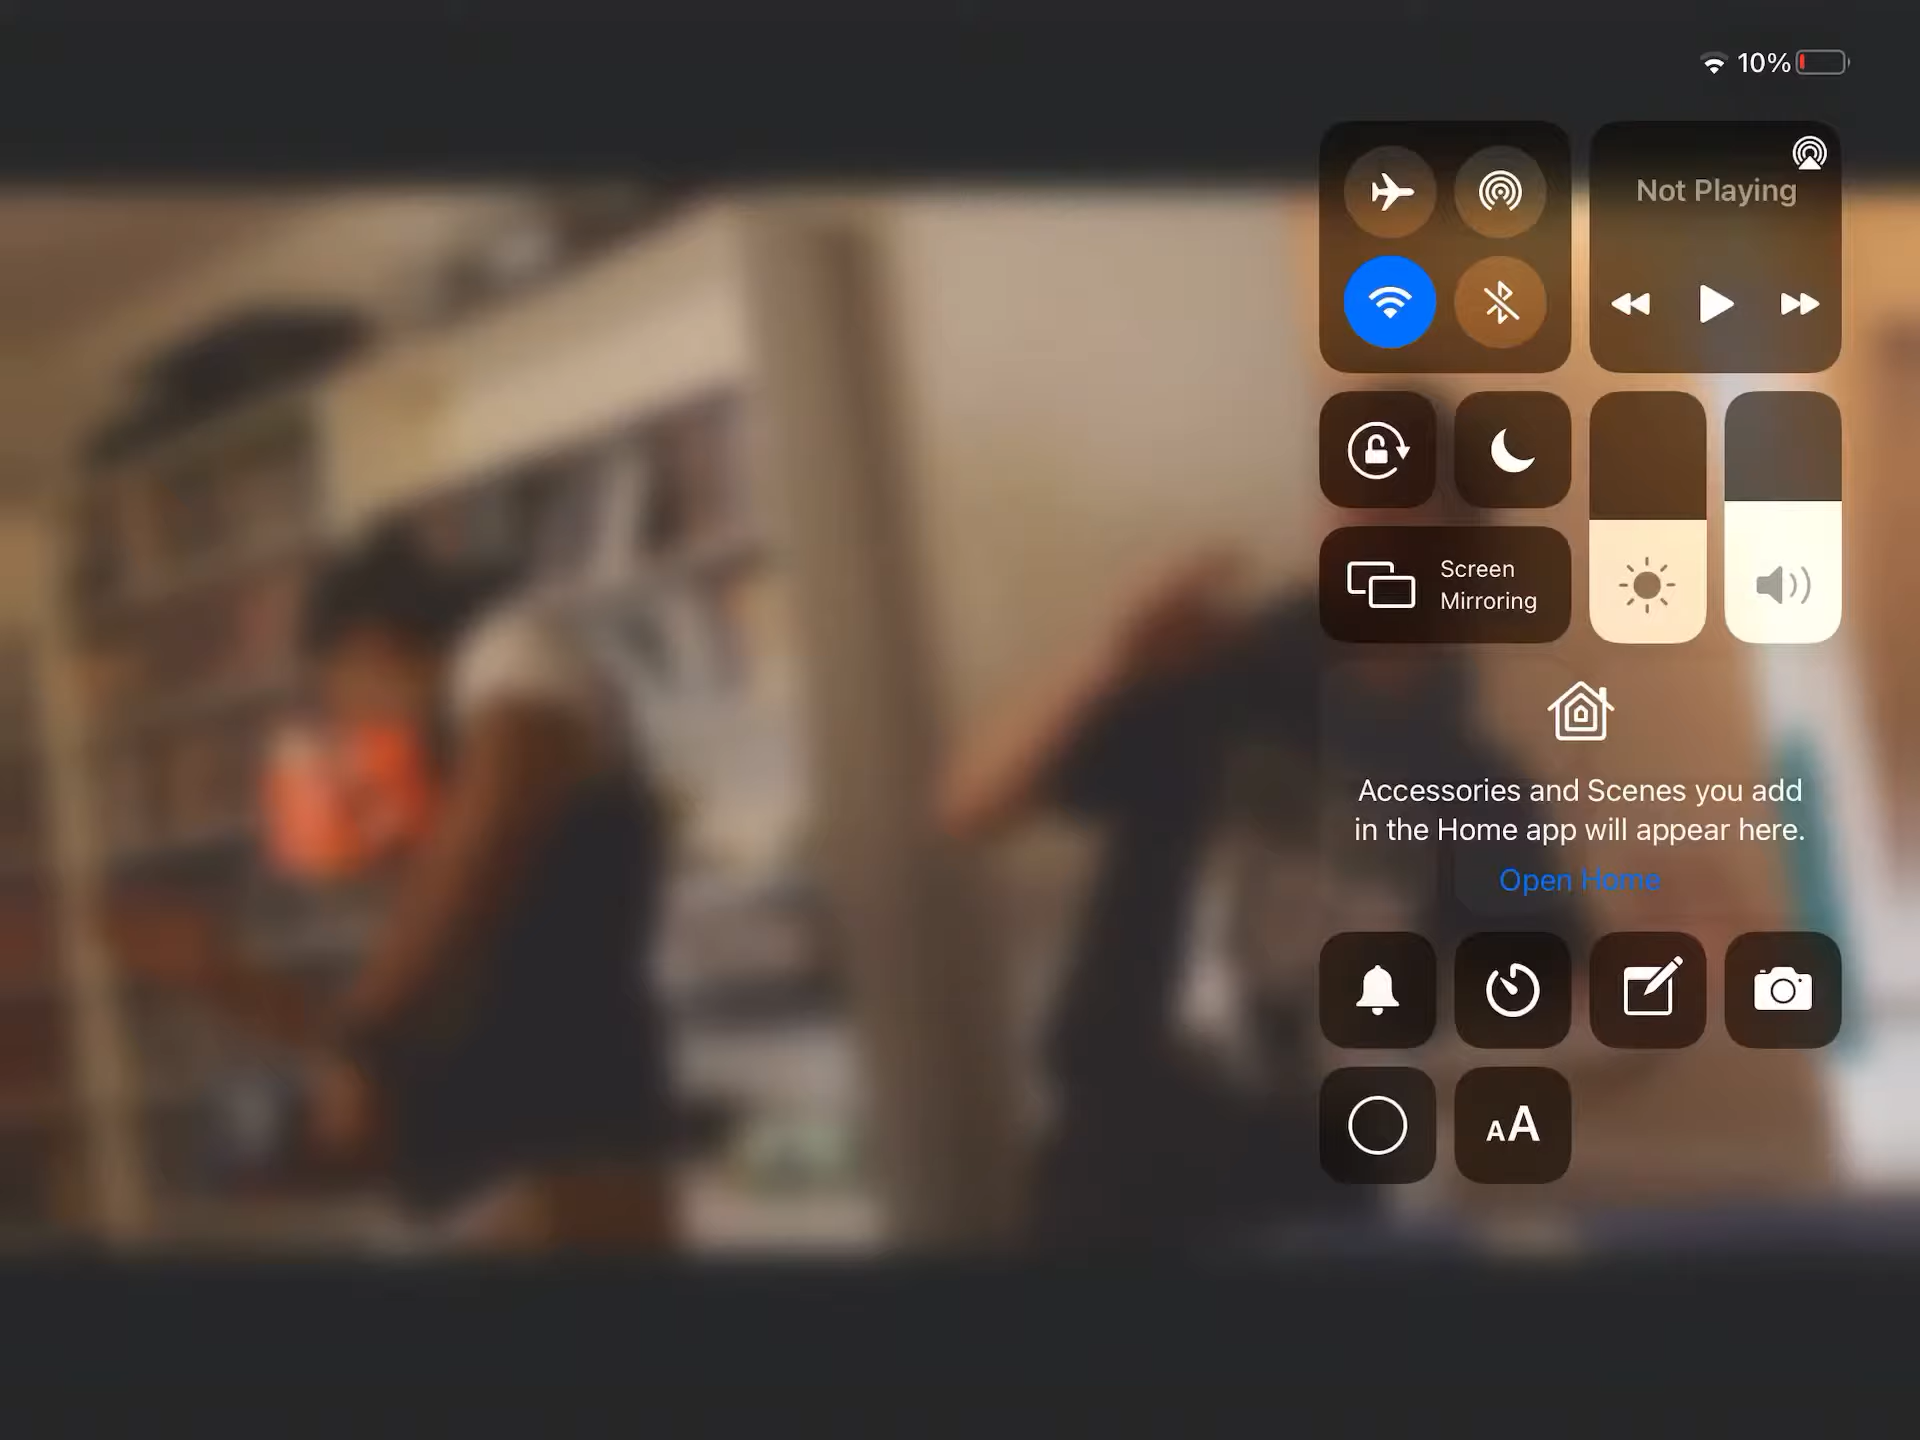 10%
Not Playing
Screen
Mirroring
Accessories and Scenes you add
in the Home app will appear here.
Open Home
AA